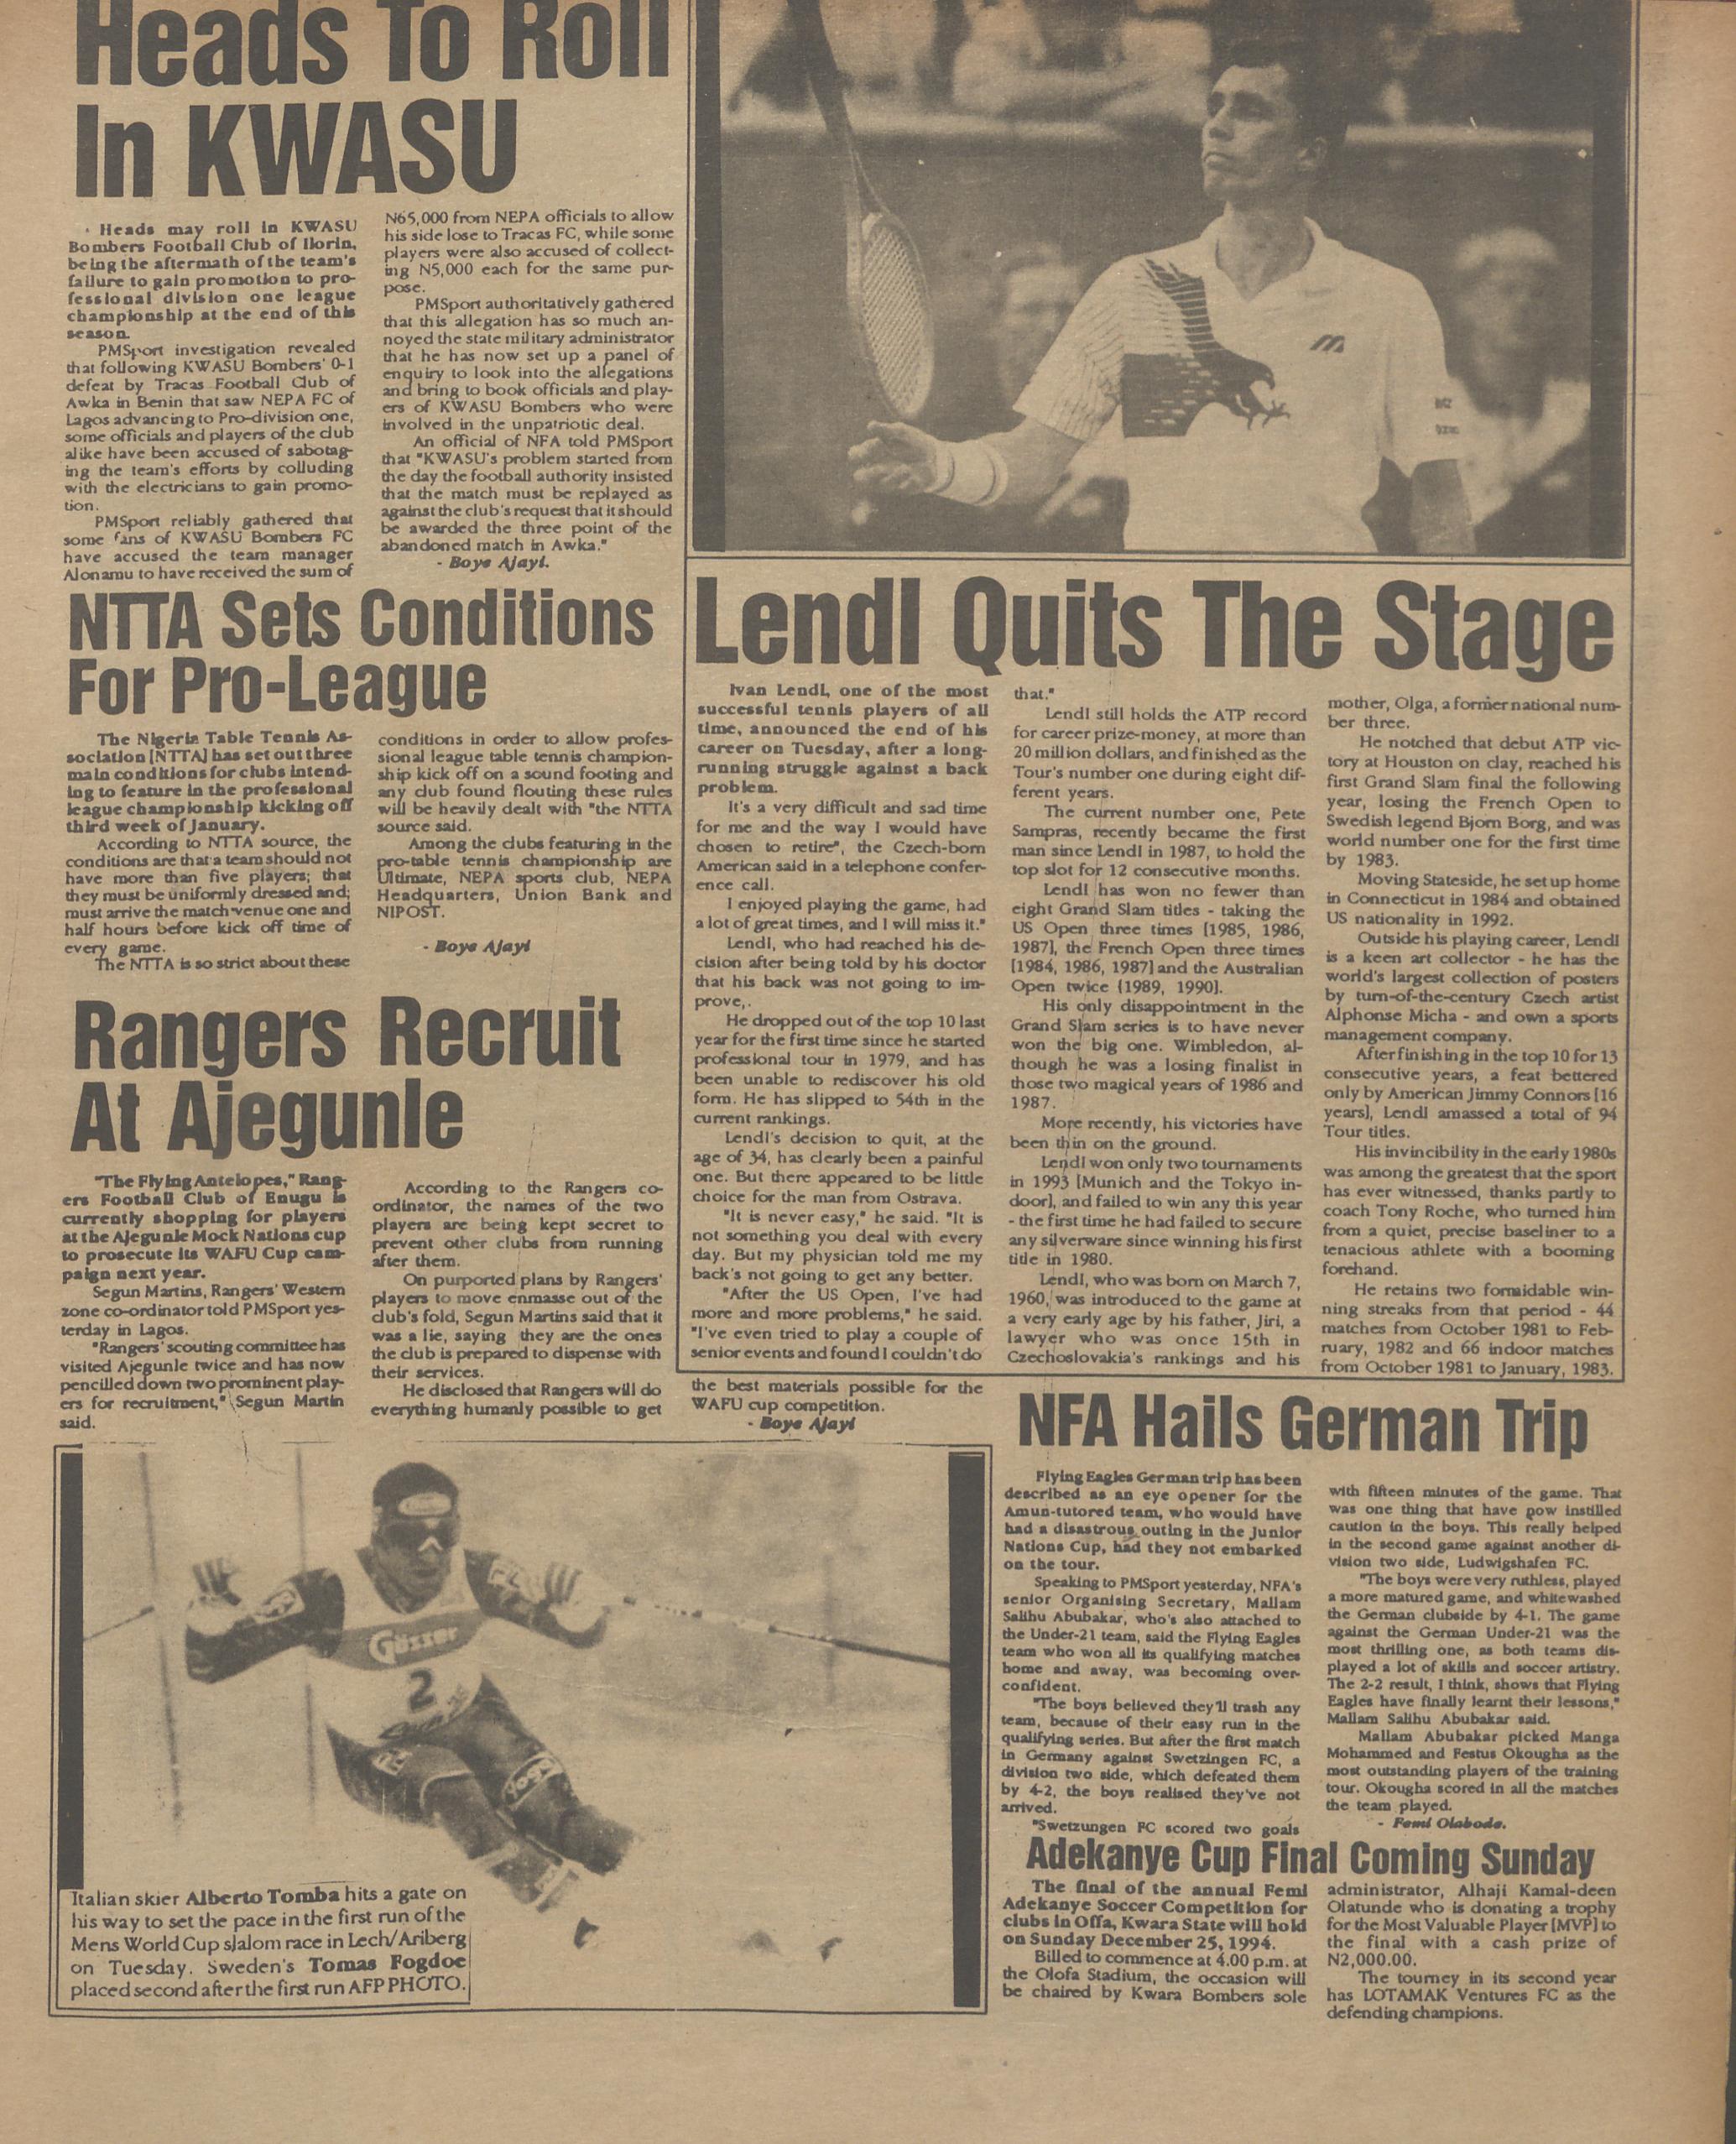 Heads To Roll
In KWASU
Heads may roll in KWASU
Bombers Football Club of Ilorin,
being the aftermath of the team's
failure to gain promotion to pro-
fessional division one league
championship at the end of this
season.
PMSport investigation revealed
that following KWASU Bombers' 0-1
defeat by Tracas Football Club of
Awka in Benin that saw NEPA FC of
Lagos advancing to Pro-division one,
some officials and players of the club
alike have been accused of sabotag-
ing the team's efforts by colluding
with the electricians to gain promo-
tion.
PMSport reliably gathered that
some fans of KWASU Bombers FC
have accused the team manager
Alonamu to have received the sum of
N65,000 from NEPA officials to allow
his side lose to Tracas FC, while some
players were also accused of collect-
ing N5,000 each for the same pur-
pose.
PMSport authoritatively gathered
that this allegation has so much an-
noyed the state military administrator
that he has now set up a panel of
enquiry to look into the allegations
and bring to book officials and play-
ers of KWASU Bombers who were
involved in the unpatriotic deal.
An official of NFA told PMSport
that "KWASU's problem started from
the day the football authority insisted
that the match must be replayed as
against the club's request that it should
be awarded the three point of the
abandoned match in Awka."
- Boye Ajayi.
NTTA Sets Conditions
For Pro-League
The Nigeria Table Tennis As-
sociation [NTTA] has set out three
main conditions for clubs intend-
ing to feature in the professional
league championship kicking off
third week of January.
According to NTTA source, the
conditions are that a team should not
have more than five players; that
they must be uniformly dressed and;
must arrive the match venue one and
half hours before kick off time of
every game.
The NTTA is so strict about these
conditions in order to allow profes-
sional league table tennis champion-
ship kick off on a sound footing and
any club found flouting these rules
will be heavily dealt with "the NTTA
source said.
Among the clubs featuring in the
pro-table tennis championship are
Ultimate, NEPA sports club, NEPA
Headquarters, Union Bank and
NIPOST.
- Boye Ajayi
Rangers Recruit
At Ajegunle
"The Flying Antelopes," Rang-
ers Football Club of Enugu is
currently shopping for players
at the Ajegunle Mock Nations cup
to prosecute its WAFU Cup cam-
paign next year.
Segun Martins, Rangers' Western
zone co-ordinator told PMSport yes-
terday in Lagos.
"Rangers' scouting committee has
visited Ajegunle twice and has now
pencilled down two prominent play-
ers for recruitment," Segun Martin
said.
According to the Rangers co-
ordinator, the names of the two
players are being kept secret to
prevent other clubs from running
after them.
On purported plans by Rangers'
players to move enmasse out of the
club's fold, Segun Martins said that it
was a lie, saying they are the ones
the club is prepared to dispense with
their services.
He disclosed that Rangers will do
everything humanly possible to get
the best materials possible for the
WAFU cup competition.
- Boye Ajayi
Lendl Quits The Stage
Ivan Lendl, one of the most
successful tennis players of all
time, announced the end of his
career on Tuesday, after a long-
running struggle against a back
problem.
It's a very difficult and sad time
for me and the way I would have
chosen to retire", the Czech-born
American said in a telephone confer-
ence call.
I enjoyed playing the game, had
a lot of great times, and I will miss it."
Lendl, who had reached his de-
cision after being told by his doctor
that his back was not going to im-
prove,.
He dropped out of the top 10 last
year for the first time since he started
professional tour in 1979, and has
been unable to rediscover his old
form. He has slipped to 54th in the
current rankings.
Lendl's decision to quit, at the
age of 34, has clearly been a painful
one. But there appeared to be little
choice for the man from Ostrava.
"It is never easy," he said. "It is
not something you deal with every
day. But my physician told me my
back's not going to get any better.
"After the US Open, I've had
more and more problems," he said.
"I've even tried to play a couple of
senior events and found I couldn't do
that."
Lendl still holds the ATP record
for career prize-money, at more than
20 million dollars, and finished as the
Tour's number one during eight dif-
ferent years.
The current number one, Pete
Sampras, recently became the first
man since Lendl in 1987, to hold the
top slot for 12 consecutive months.
Lendl has won no fewer than
eight Grand Slam titles - taking the
US Open three times [1985, 1986,
1987], the French Open three times
[1984, 1986, 1987] and the Australian
Open twice [1989, 1990].
His only disappointment in the
Grand Slam series is to have never
won the big one. Wimbledon, al-
though he was a losing finalist in
those two magical years of 1986 and
1987.
More recently, his victories have
been thin on the ground.
Lendl won only two tournaments
in 1993 [Munich and the Tokyo in-
door], and failed to win any this year
- the first time he had failed to secure
any silverware since winning his first
title in 1980.
Lendl, who was born on March 7,
1960, was introduced to the game at
a very early age by his father, Jiri, a
lawyer who was once 15th in
Czechoslovakia's rankings and his
mother, Olga, a former national num-
ber three.
He notched that debut ATP vic-
tory at Houston on clay, reached his
first Grand Slam final the following
year, losing the French Open to
Swedish legend Bjorn Borg, and was
world number one for the first time
by 1983.
Moving Stateside, he set up home
in Connecticut in 1984 and obtained
US nationality in 1992.
Outside his playing career, Lendl
is a keen art collector - he has the
world's largest collection of posters
by turn-of-the-century Czech artist
Alphonse Micha - and own a sports
management company.
After finishing in the top 10 for 13
consecutive years, a feat bettered
only by American Jimmy Connors [16
years], Lendl amassed a total of 94
Tour titles.
His invincibility in the early 1980s
was among the greatest that the sport
has ever witnessed, thanks partly to
coach Tony Roche, who turned him
from a quiet, precise baseliner to a
tenacious athlete with a booming
forehand.
He retains two formidable win-
ning streaks from that period - 44
matches from October 1981 to Feb-
ruary, 1982 and 66 indoor matches
from October 1981 to January, 1983.
Gösser
2
Italian skier Alberto Tomba hits a gate on
his way to set the pace in the first run of the
Mens World Cup slalom race in Lech/Arlberg
on Tuesday. Sweden's Tomas Fogdoe
placed second after the first run AFP PHOTO.
NFA Hails German Trip
Flying Eagles German trip has been
described as an eye opener for the
Amun-tutored team, who would have
had a disastrous outing in the Junior
Nations Cup, had they not embarked
on the tour.
Speaking to PMSport yesterday, NFA's
senior Organising Secretary, Mallam
Salihu Abubakar, who's also attached to
the Under-21 team, said the Flying Eagles
team who won all its qualifying matches
home and away, was becoming over-
confident.
"The boys believed they'll trash any
team, because of their easy run in the
qualifying series. But after the first match
in Germany against Swetzingen FC, a
division two side, which defeated them
by 4-2, the boys realised they've not
arrived.
"Swetzungen FC scored two goals
with fifteen minutes of the game. That
was one thing that have now instilled
caution in the boys. This really helped
in the second game against another di-
vision two side, Ludwigshafen FC.
"The boys were very ruthless, played
a more matured game, and whitewashed
the German clubside by 4-1. The game
against the German Under-21 was the
most thrilling one, as both teams dis-
played a lot of skills and soccer artistry.
The 2-2 result, I think, shows that Flying
Eagles have finally learnt their lessons,"
Mallam Salihu Abubakar said.
Mallam Abubakar picked Manga
Mohammed and Festus Okougha as the
most outstanding players of the training
tour. Okougha scored in all the matches
the team played.
- Femi Olabode.
Adekanye Cup Final Coming Sunday
The final of the annual Femi
Adekanye Soccer Competition for
clubs in Offa, Kwara State will hold
on Sunday December 25, 1994.
Billed to commence at 4.00 p.m. at
the Olofa Stadium, the occasion will
be chaired by Kwara Bombers sole
administrator, Alhaji Kamal-deen
Olatunde who is donating a trophy
for the Most Valuable Player [MVP] to
the final with a cash prize of
N2,000.00.
The tourney in its second year
has LOTAMAK Ventures FC as the
defending champions.